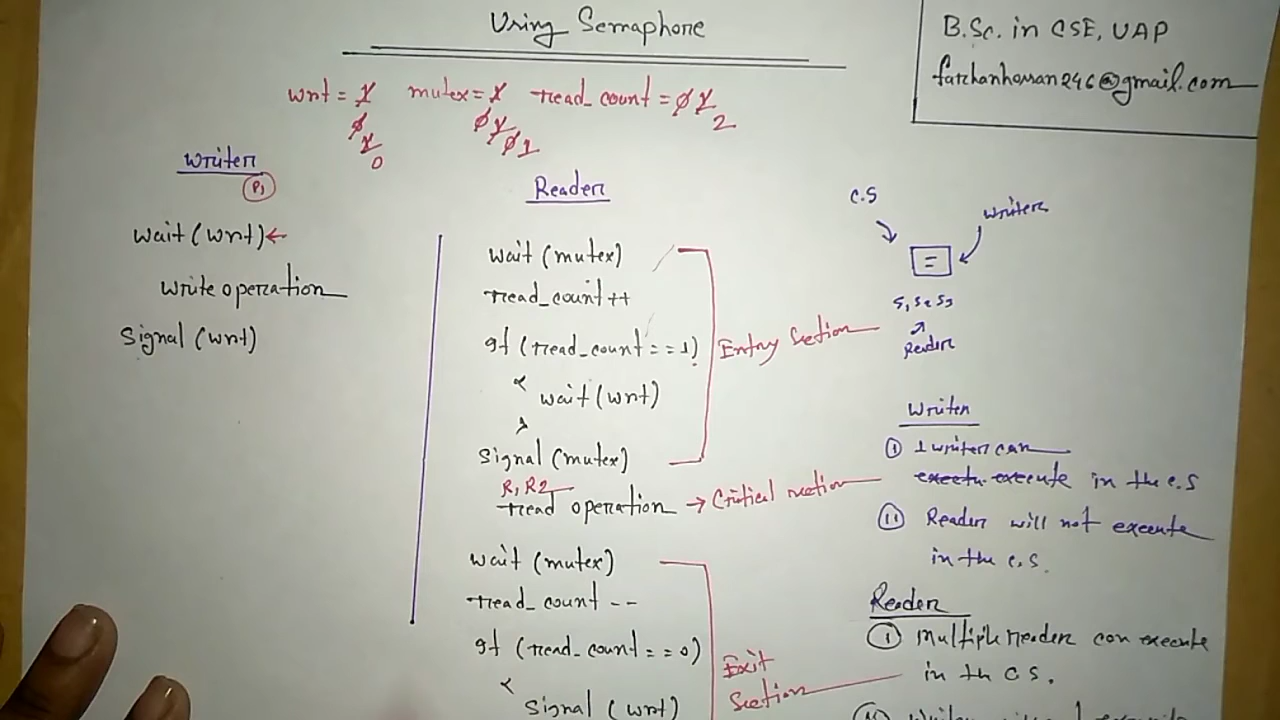 Using Semaphore
B.Sc. in CSE, UAP
farhanhossan246@gmail.com
wrt = 1 mutex = 1 read_count = 0 1 2
0 0 1
1 0 1
0
Writer
P1
wait (wrt) ←
write operation
Signal (wrt)
Reader
wait (mutex)
read_count ++
If (read_count == 1)
{ wait (wrt)
}
Signal (mutex)
Entry Section
R1, R2
read operation → Critical section
wait (mutex)
read_count --
If (read_count == 0)
{
Signal (wrt)
Exit
Section
C.S
writer
=
S1 S2 S3
Reader
Writer
(i) 1 writer can
execute in the C.S
(ii) Reader will not execute
in the C.S.
Reader
(i) Multiple reader can execute
in the C S.
(ii) Writer